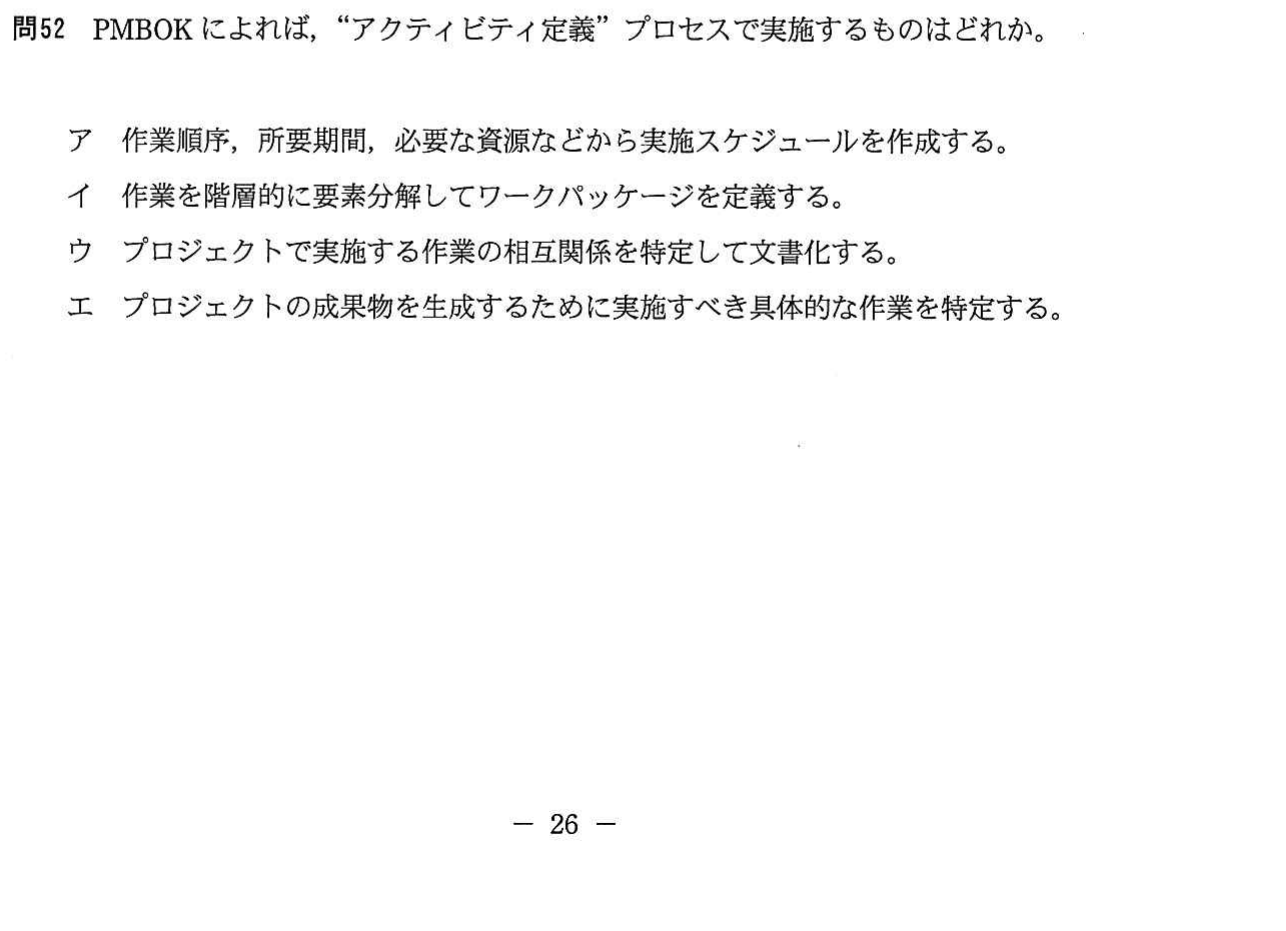 問52 PMBOK によれば，“アクティビティ定義”プロセスで実施するものはどれか。
ア 作業順序，所要期間，必要な資源などから実施スケジュールを作成する。
イ 作業を階層的に要素分解してワークパッケージを定義する。
ウ プロジェクトで実施する作業の相互関係を特定して文書化する。
エ プロジェクトの成果物を生成するために実施すべき具体的な作業を特定する。
－ 26 －